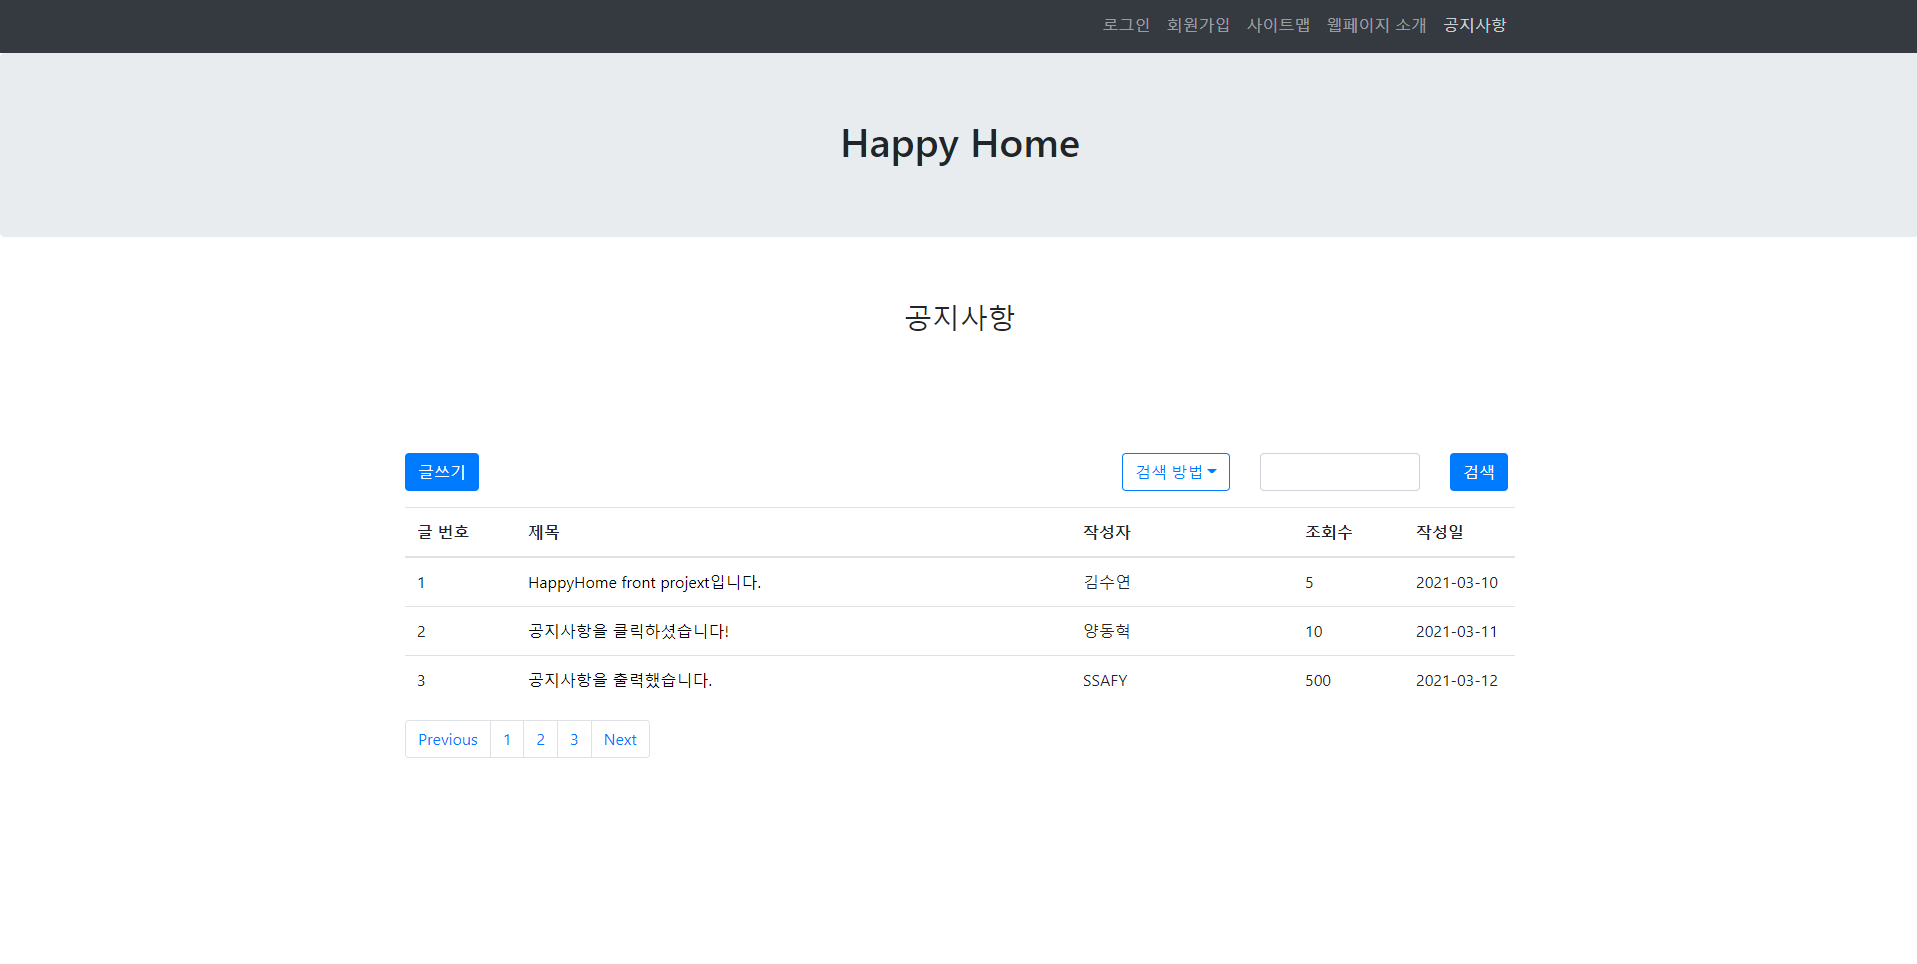 로그인 회원가입 사이트맵 웹페이지 소개 공지사항
Happy Home
공지사항
글쓰기 검색 방법 검색
글 번호 제목 작성자 조회수 작성일
1 HappyHome front projext입니다. 김수연 5 2021-03-10
2 공지사항을 클릭하셨습니다! 양동혁 10 2021-03-11
3 공지사항을 출력했습니다. SSAFY 500 2021-03-12
Previous 1 2 3 Next